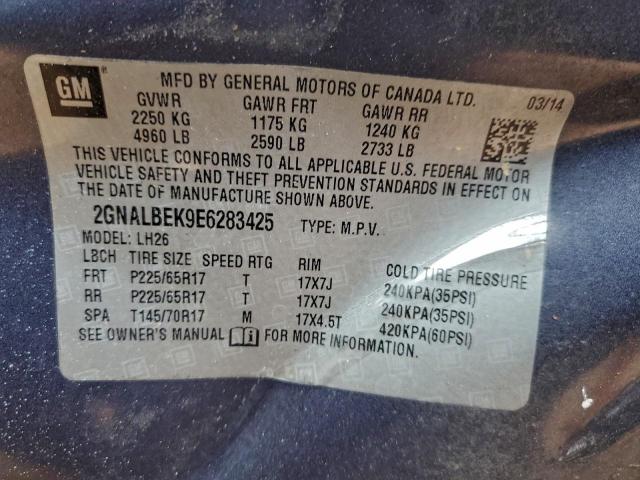 GM
MFD BY GENERAL MOTORS OF CANADA LTD.
GVWR GAWR FRT GAWR RR 03/14
2250 KG 1175 KG 1240 KG
4960 LB 2590 LB 2733 LB
THIS VEHICLE CONFORMS TO ALL APPLICABLE U.S. FEDERAL MOTOR
VEHICLE SAFETY AND THEFT PREVENTION STANDARDS IN EFFECT ON
THE DATE OF MANUFACTURE SHOWN ABOVE.
2GNALBEK9E6283425 TYPE: M.P.V.
MODEL: LH26
LBCH TIRE SIZE SPEED RTG RIM COLD TIRE PRESSURE
FRT P225/65R17 T 17X7J 240KPA(35PSI)
RR P225/65R17 T 17X7J 240KPA(35PSI)
SPA T145/70R17 M 17X4.5T 420KPA(60PSI)
SEE OWNER'S MANUAL FOR MORE INFORMATION.